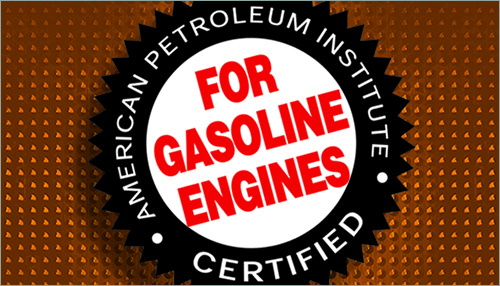 AMERICAN PETROLEUM INSTITUTE
FOR
GASOLINE
ENGINES
CERTIFIED